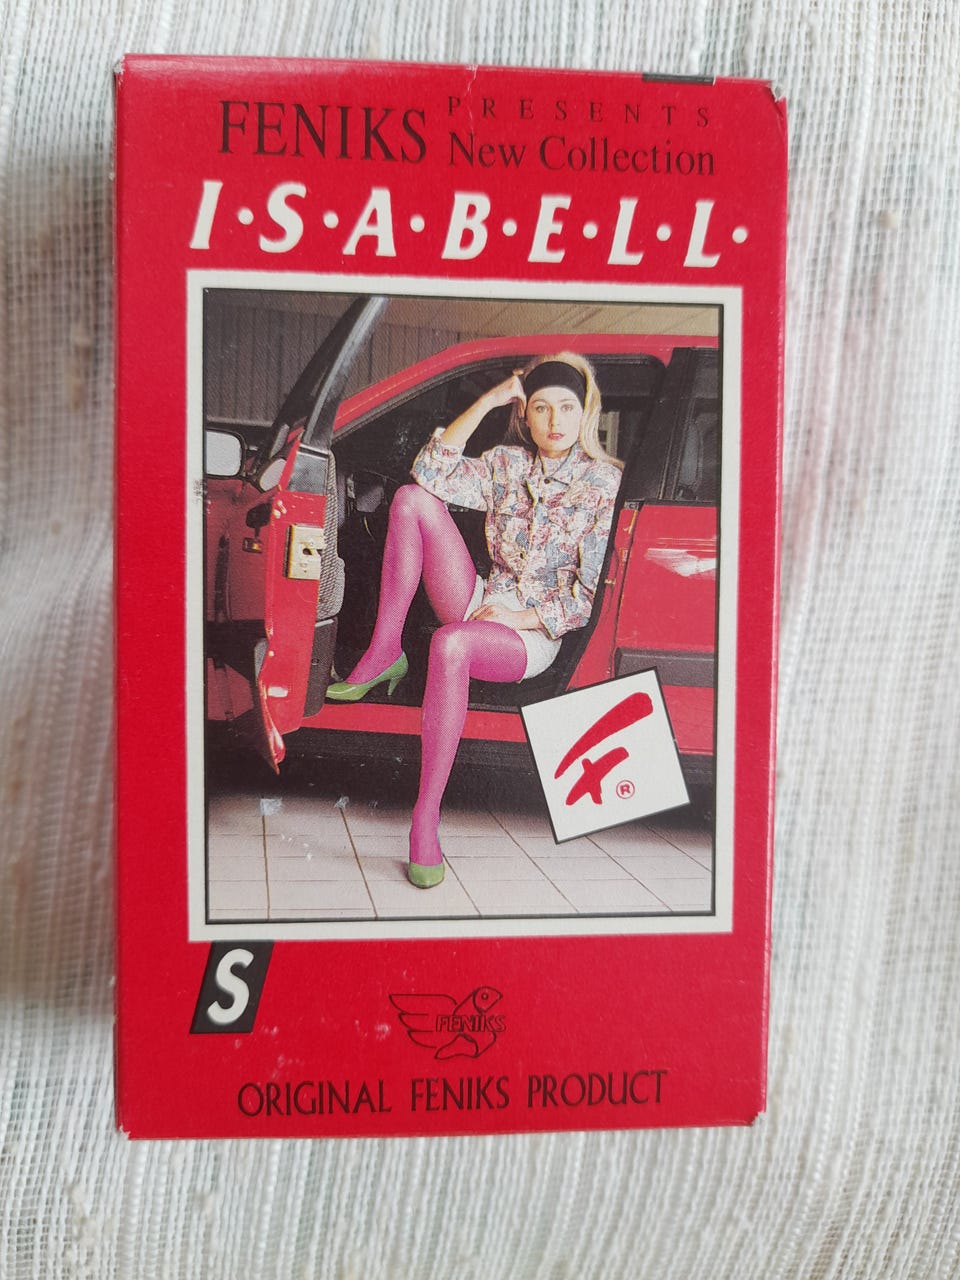 FENIKS PRESENTS
New Collection
I·S·A·B·E·L·L·
F®
S
FENIKS
ORIGINAL FENIKS PRODUCT